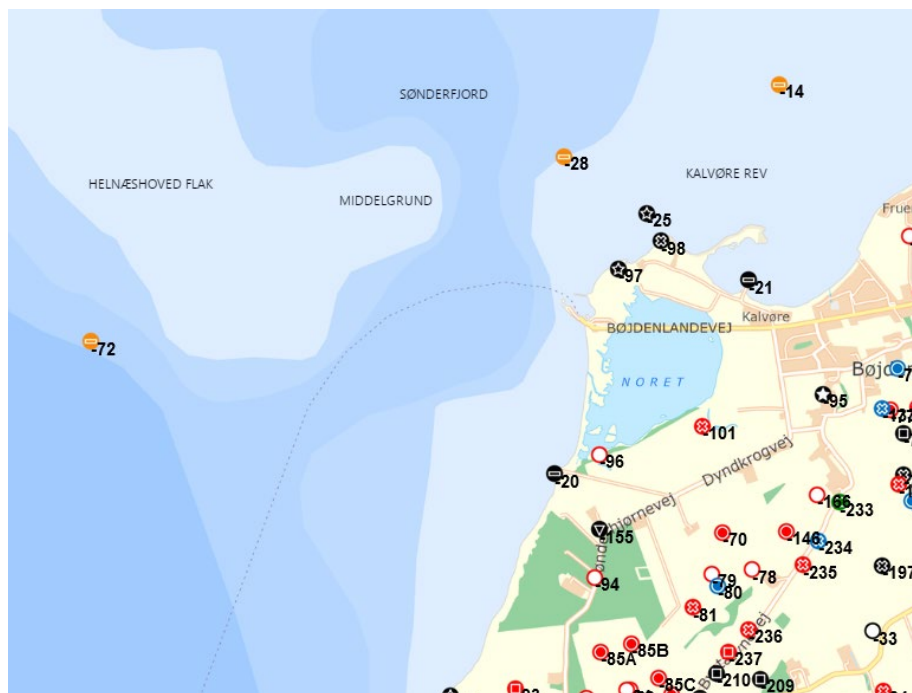 SØNDERFJORD
-14
-28
HELNÆSHOVED FLAK
MIDDELGRUND
KALVØRE REV
-25
-98
-97
-21
-72
Kalvøre
BØJDENLANDEVEJ
NORET
-95
-101
-96
-20
Dyndkrogvej
-166
-233
-155
-70
-146
-234
-94
-79
-78
-235
-197
-80
-81
-236
-33
-85B
-85A
-237
-210
-209
-85C